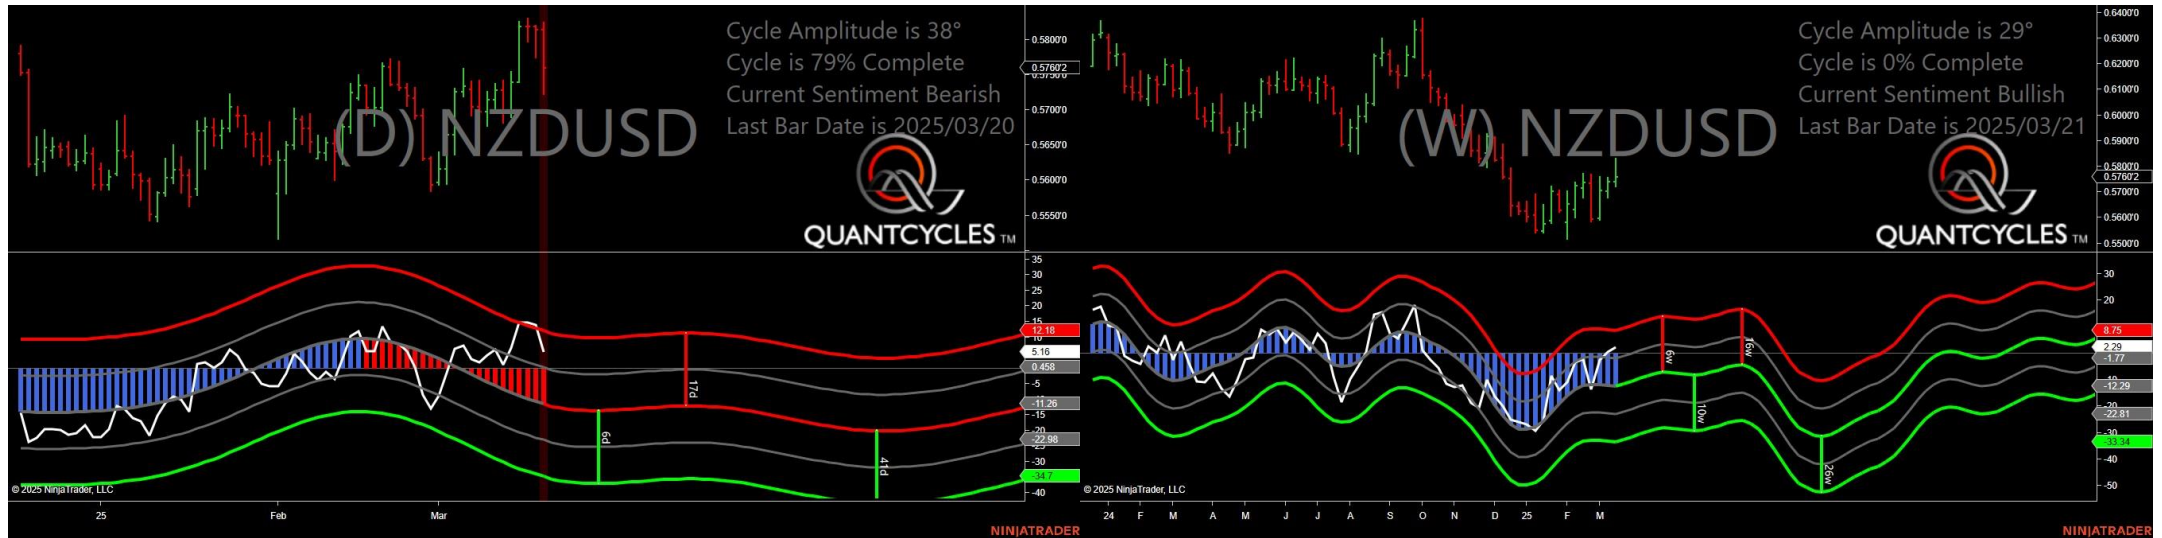 Cycle Amplitude is 38°
Cycle is 79% Complete
Current Sentiment Bearish
Last Bar Date is 2025/03/20
(D) NZDUSD
QUANTCYCLES TM
0.5800'0
0.5760'2
0.5750'0
0.5700'0
0.5650'0
0.5600'0
0.5550'0
35
30
25
20
15
12.18
10
5.16
0.458
-5
-11.26
-15
-20
-22.98
-30
-34.7
-40
6d
17d
41d
© 2025 NinjaTrader, LLC
25
Feb
Mar
NINJATRADER
Cycle Amplitude is 29°
Cycle is 0% Complete
Current Sentiment Bullish
Last Bar Date is 2025/03/21
(W) NZDUSD
QUANTCYCLES TM
0.6400'0
0.6300'0
0.6200'0
0.6100'0
0.6000'0
0.5900'0
0.5800'0
0.5760'2
0.5700'0
0.5600'0
0.5500'0
30
20
8.75
2.29
-1.77
-12.29
-20
-22.81
-30
-33.34
-40
-50
6w
10w
16w
26w
© 2025 NinjaTrader, LLC
24
F
M
A
M
J
J
A
S
O
N
D
25
F
M
NINJATRADER